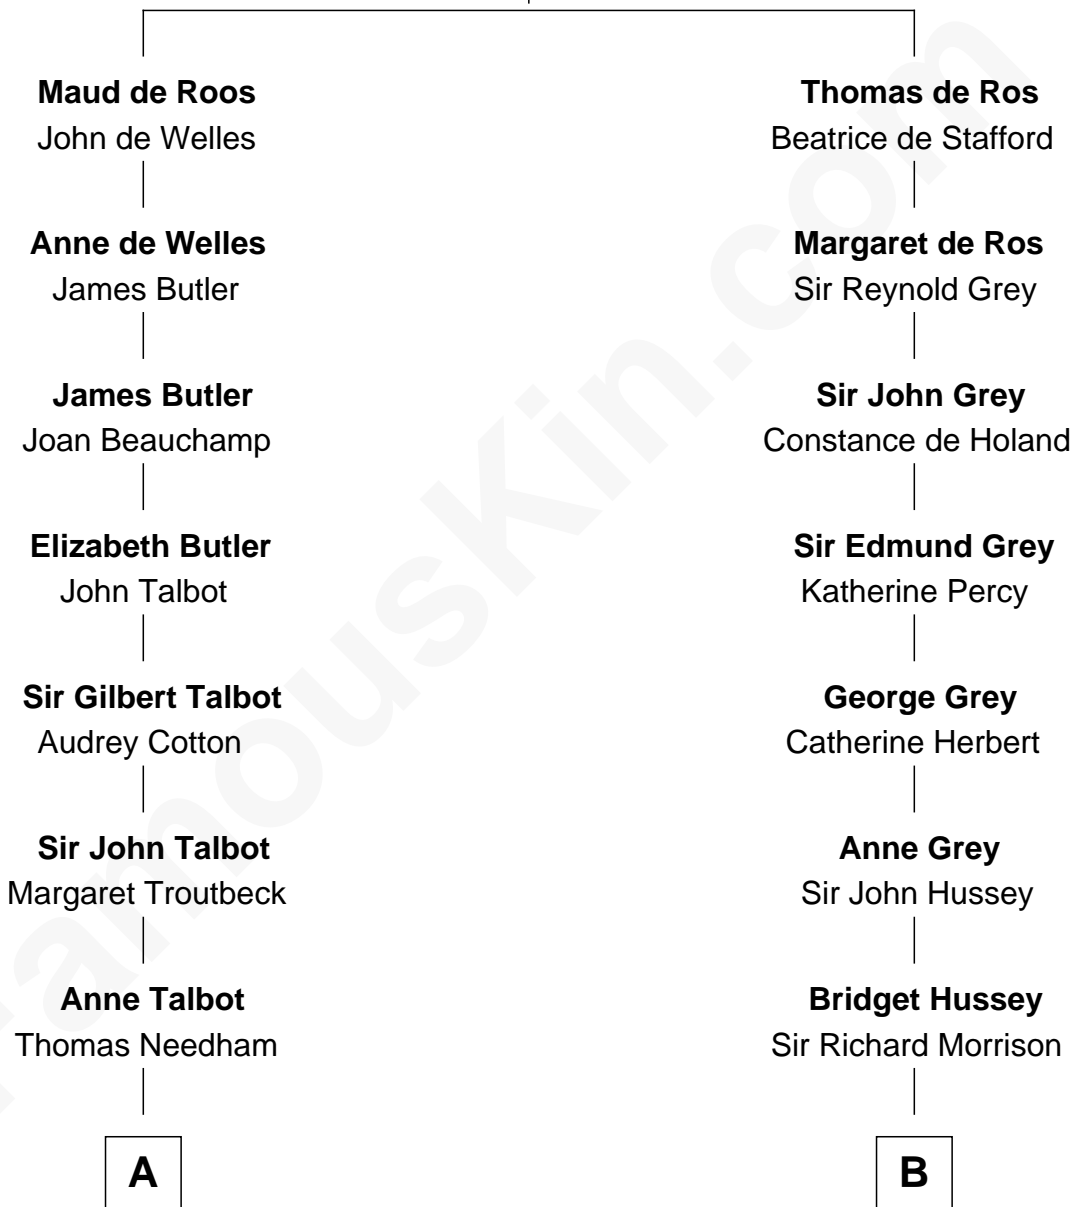 Maud de Roos
John de Welles
Thomas de Ros
Beatrice de Stafford
Anne de Welles
James Butler
Margaret de Ros
Sir Reynold Grey
James Butler
Joan Beauchamp
Sir John Grey
Constance de Holand
Elizabeth Butler
John Talbot
Sir Edmund Grey
Katherine Percy
Sir Gilbert Talbot
Audrey Cotton
George Grey
Catherine Herbert
Sir John Talbot
Margaret Troutbeck
Anne Grey
Sir John Hussey
Anne Talbot
Thomas Needham
Bridget Hussey
Sir Richard Morrison
A
B
FamousKin.com